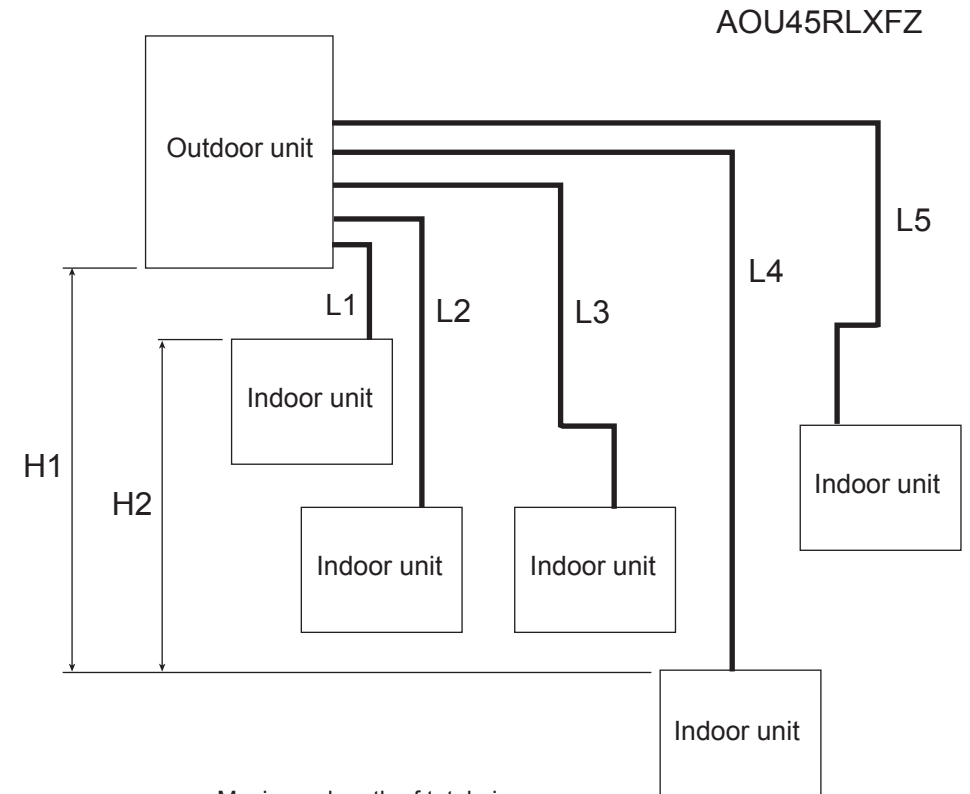 AOU45RLXFZ
Outdoor unit
L5
L4
L1
L2
L3
Indoor unit
H1
H2
Indoor unit
Indoor unit
Indoor unit
Indoor unit